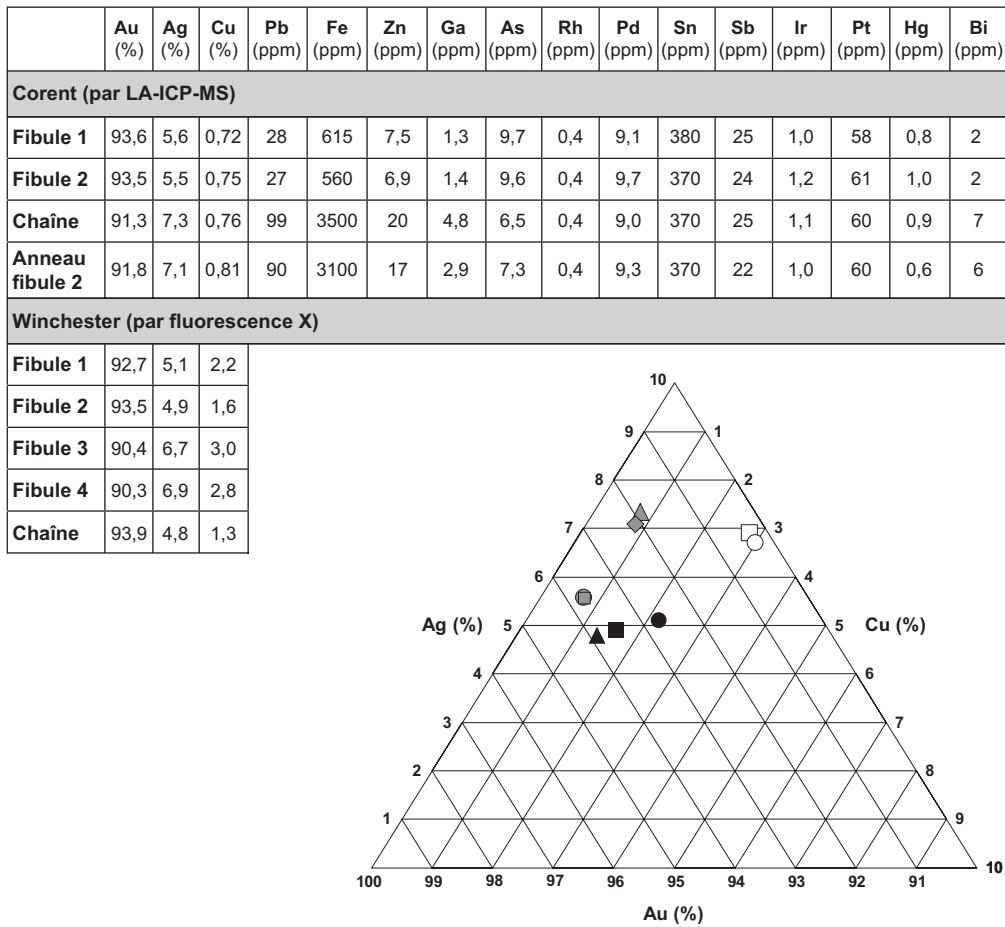 Au Ag Cu Pb Fe Zn Ga As Rh Pd Sn Sb Ir Pt Hg Bi
(%) (%) (%) (ppm) (ppm) (ppm) (ppm) (ppm) (ppm) (ppm) (ppm) (ppm) (ppm) (ppm) (ppm) (ppm)
Corent (par LA-ICP-MS)
Fibule 1 93,6 5,6 0,72 28 615 7,5 1,3 9,7 0,4 9,1 380 25 1,0 58 0,8 2
Fibule 2 93,5 5,5 0,75 27 560 6,9 1,4 9,6 0,4 9,7 370 24 1,2 61 1,0 2
Chaîne 91,3 7,3 0,76 99 3500 20 4,8 6,5 0,4 9,0 370 25 1,1 60 0,9 7
Anneau
fibule 2 91,8 7,1 0,81 90 3100 17 2,9 7,3 0,4 9,3 370 22 1,0 60 0,6 6
Winchester (par fluorescence X)
Fibule 1 92,7 5,1 2,2
Fibule 2 93,5 4,9 1,6
Fibule 3 90,4 6,7 3,0
Fibule 4 90,3 6,9 2,8
Chaîne 93,9 4,8 1,3
10
9 1
8 2
7 3
6 4
Ag (%) 5 5 Cu (%)
4 6
3 7
2 8
1 9
10
100 99 98 97 96 95 94 93 92 91
Au (%)